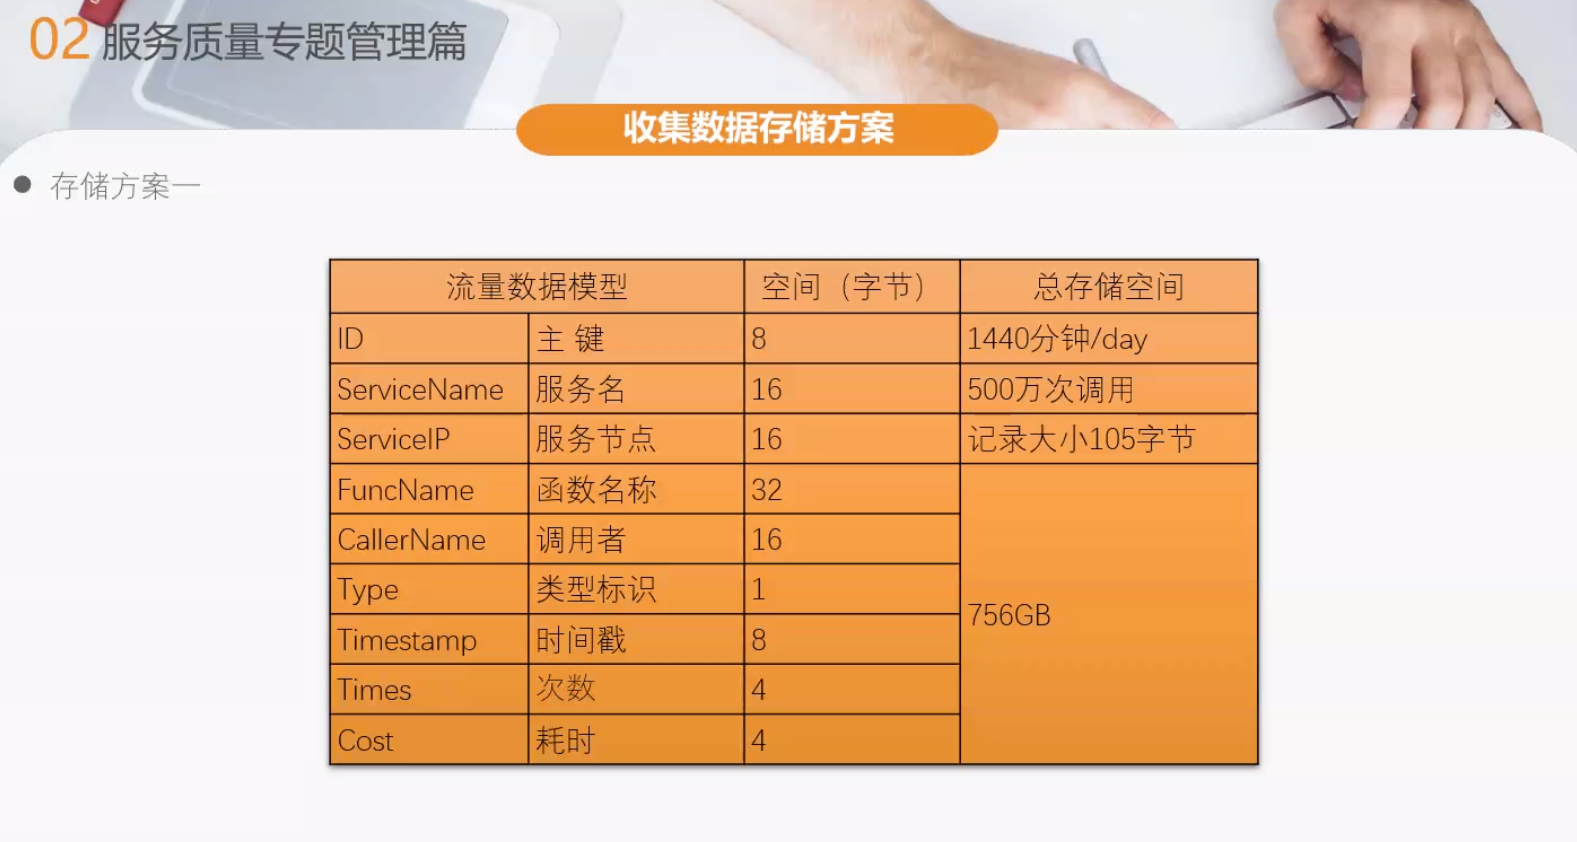 02 服务质量专题管理篇
收集数据存储方案
存储方案一
流量数据模型 空间（字节） 总存储空间
ID 主 键 8 1440分钟/day
ServiceName 服务名 16 500万次调用
ServiceIP 服务节点 16 记录大小105字节
FuncName 函数名称 32
CallerName 调用者 16
Type 类型标识 1
756GB
Timestamp 时间戳 8
Times 次数 4
Cost 耗时 4